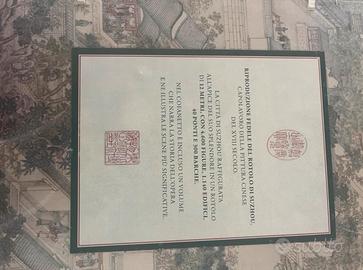 RIPRODUZIONE FEDELE DEL ROTOLO DI SUZHOU,
CAPOLAVORO DELLA PITTURA CINESE
DEL XVIII SECOLO.
LA CITTÀ DI SUZHOU RAFFIGURATA
ALL'APICE DEL SUO SPLENDORE IN UN ROTOLO
DI 12 METRI, CON 4.600 FIGURE, 2.140 EDIFICI,
40 PONTI E 300 BARCHE.
NEL COFANETTO È INCLUSO UN VOLUME
CHE NARRA LA STORIA DELL'OPERA
E NE ILLUSTRA LE SCENE PIÙ SIGNIFICATIVE.